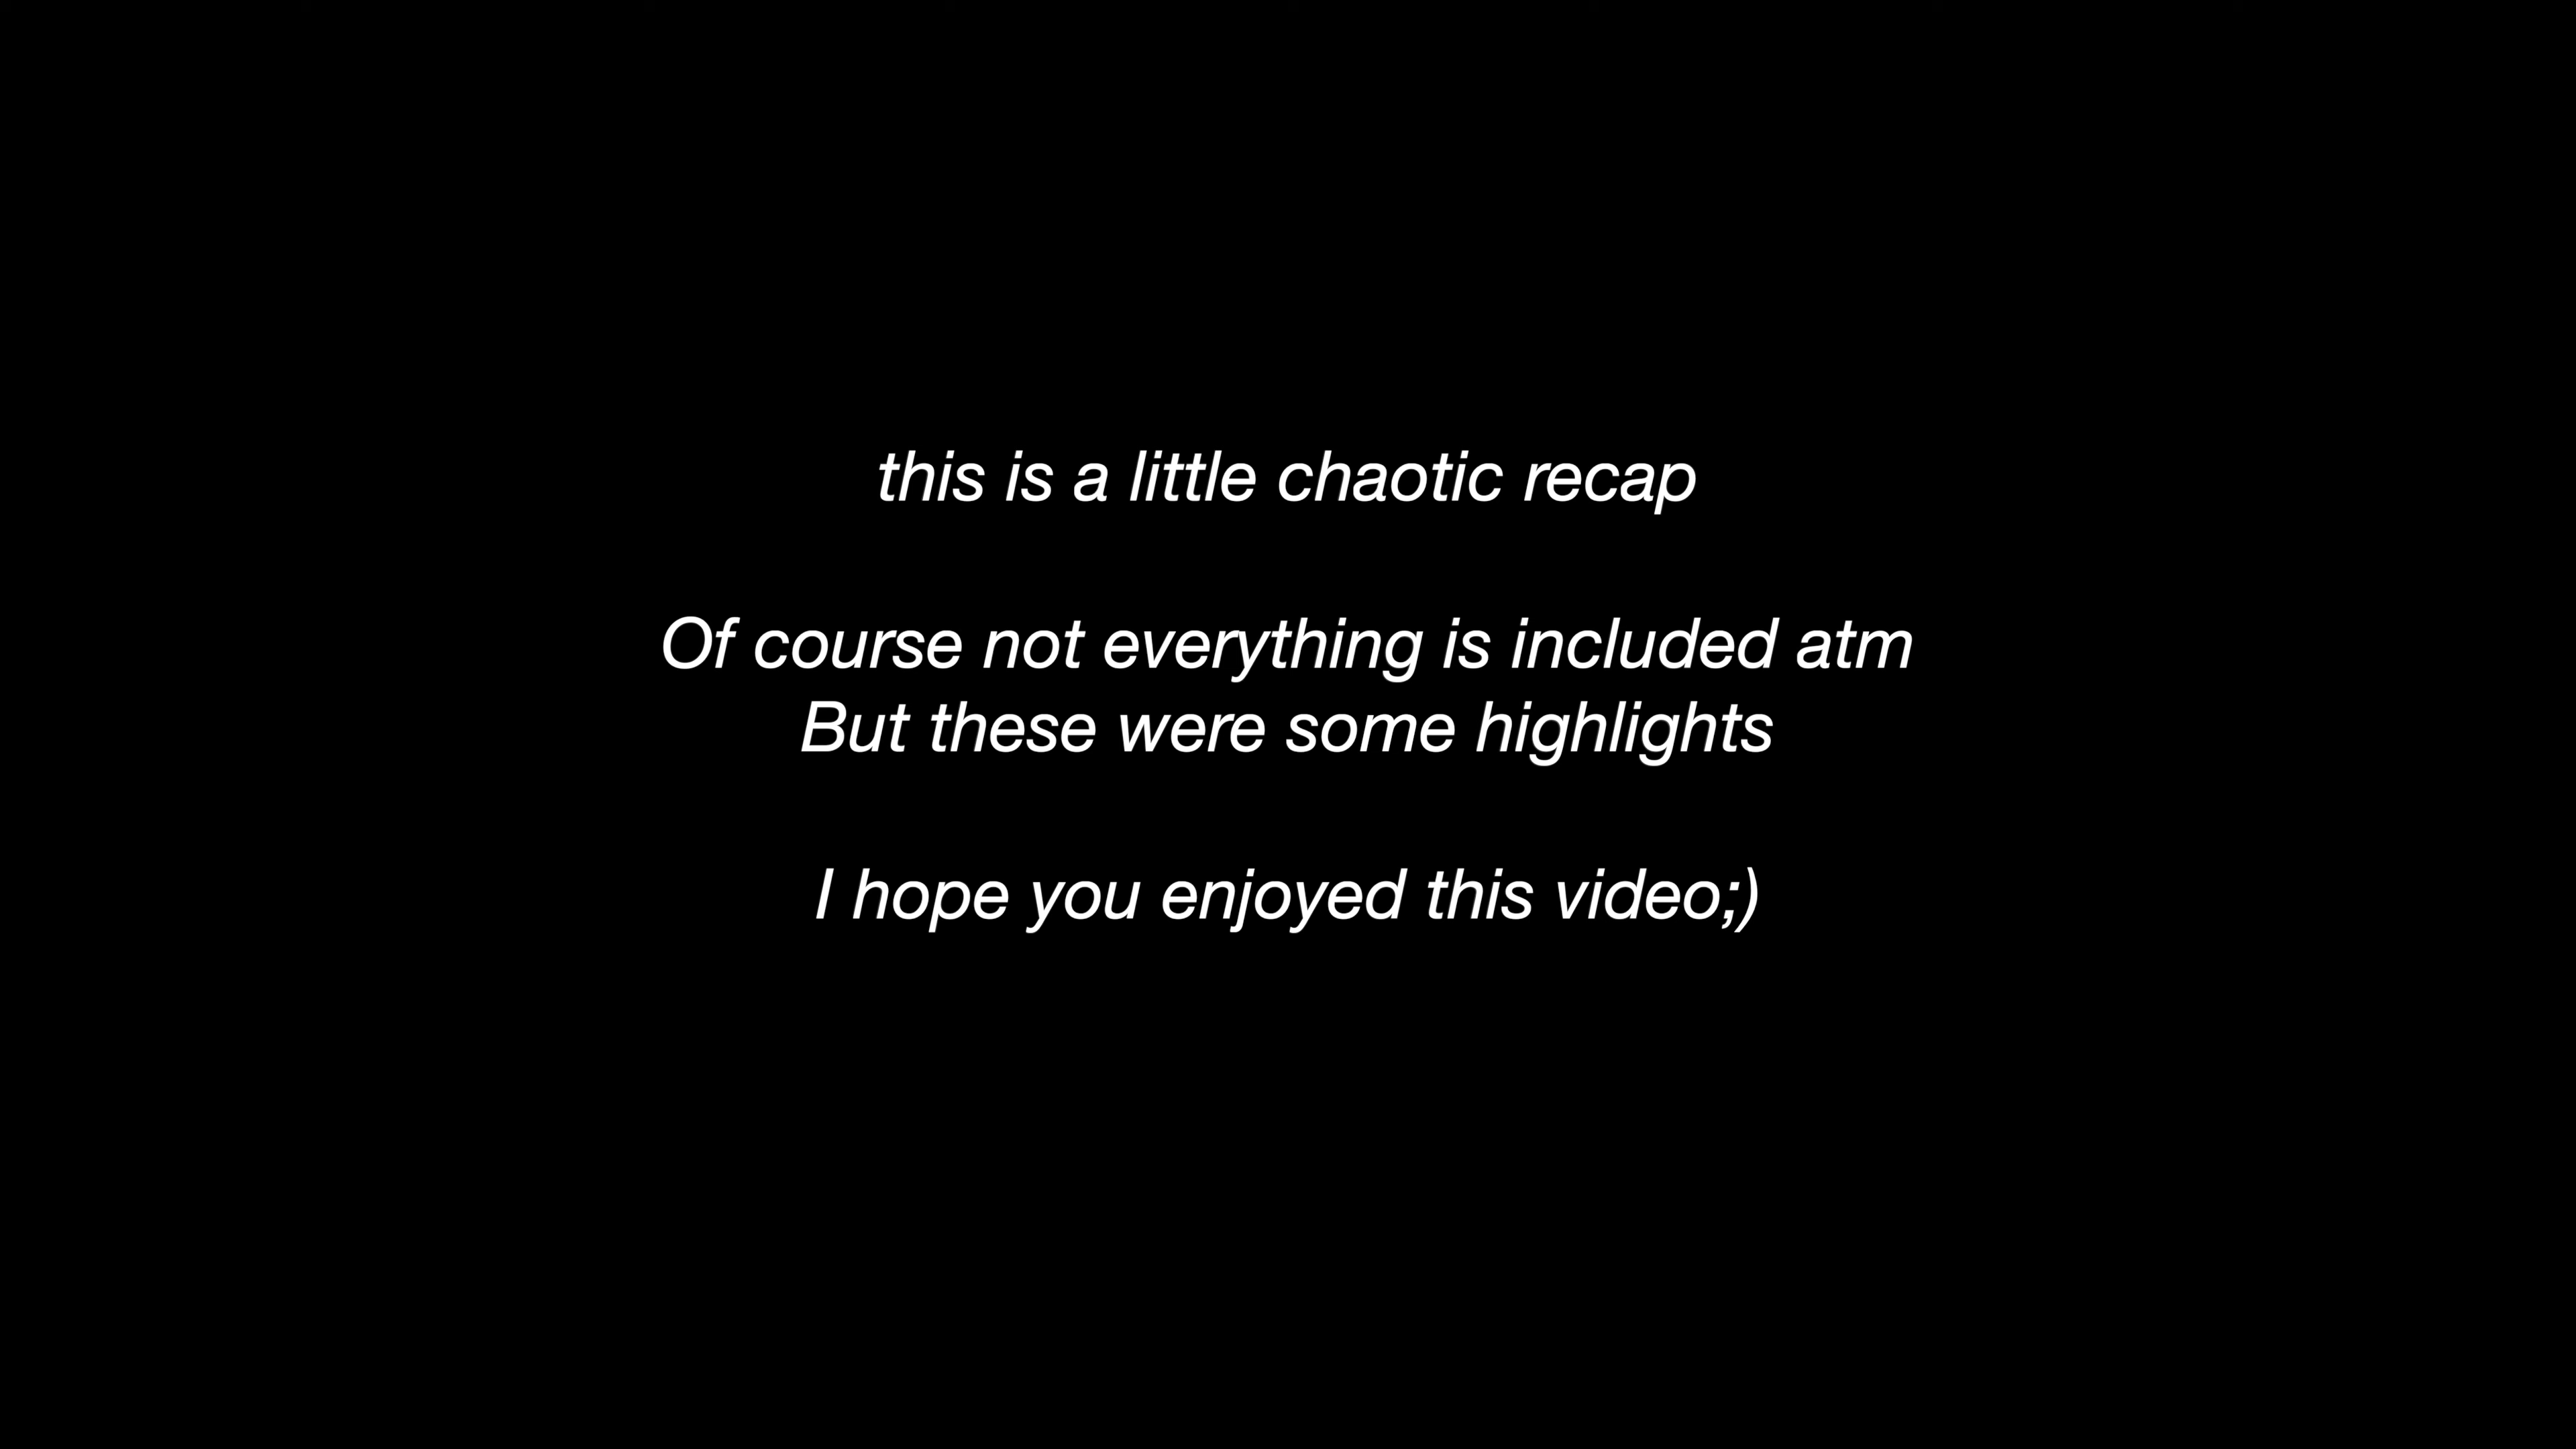 this is a little chaotic recap
Of course not everything is included atm
But these were some highlights
I hope you enjoyed this video;)